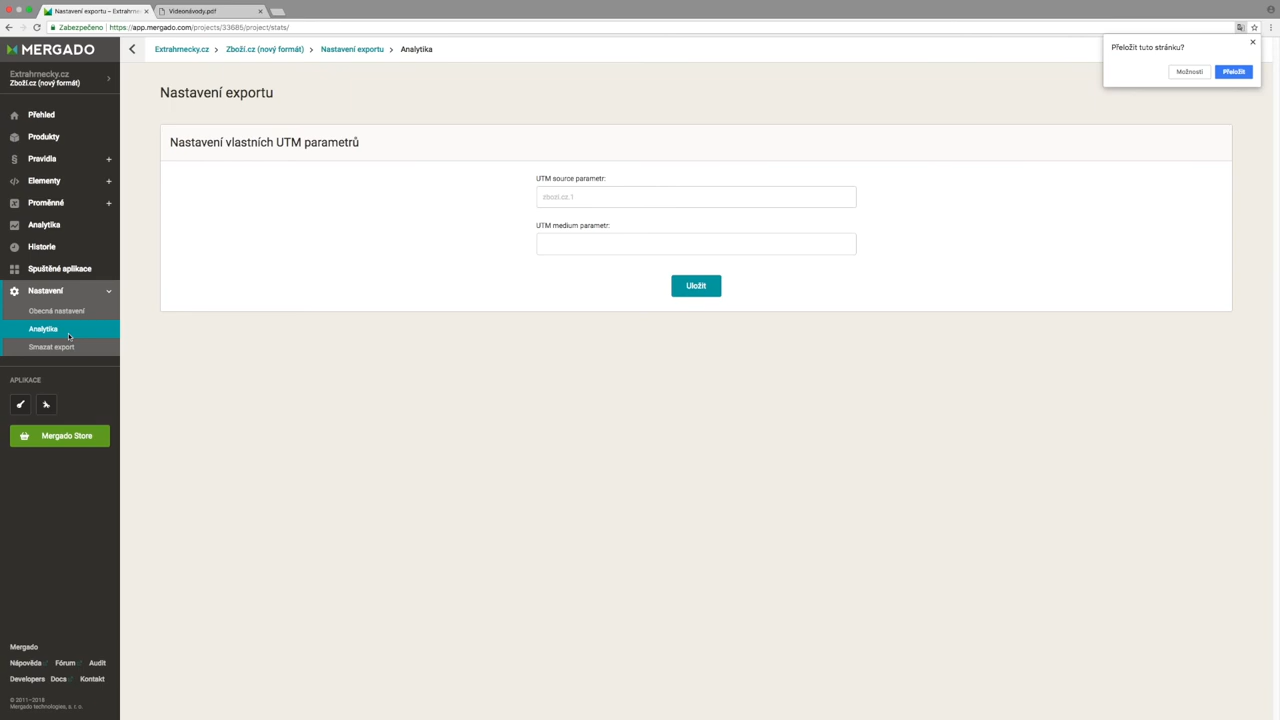 Nastavení exportu – Extrahrne
Videonávody.pdf
Zabezpečeno
https://app.mergado.com/projects/33685/project/stats/
MERGADO
Extrahrnecky.cz
Zboží.cz (nový formát)
Přehled
Produkty
Pravidla
Elementy
Proměnné
Analytika
Historie
Spuštěné aplikace
Nastavení
Obecná nastavení
Analytika
Smazat export
APLIKACE
Mergado Store
Mergado
Nápověda Fórum Audit
Developers Docs Kontakt
© 2011–2018
Mergado technologies, s. r. o.
Extrahrnecky.cz > Zboží.cz (nový formát) > Nastavení exportu > Analytika
Nastavení exportu
Nastavení vlastních UTM parametrů
UTM source parametr:
zbozi.cz.1
UTM medium parametr:
Uložit
Přeložit tuto stránku?
Možnosti
Přeložit